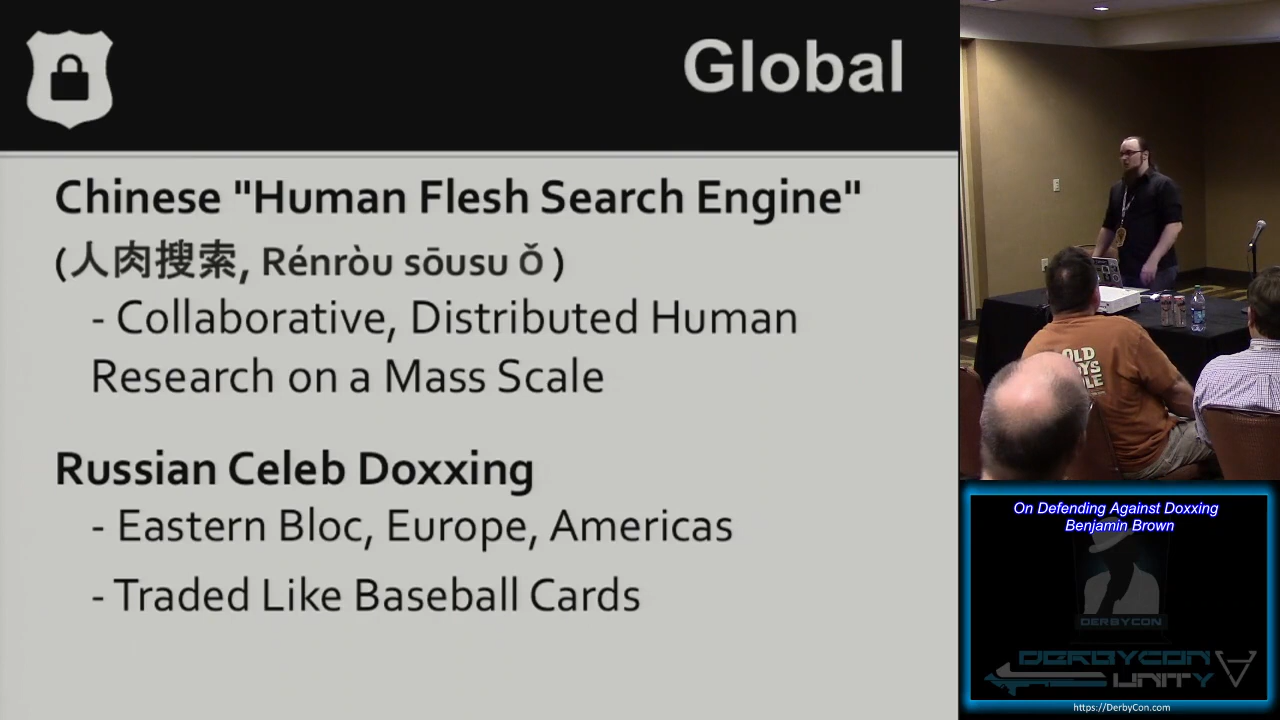 Global
Chinese "Human Flesh Search Engine"
(人肉搜索, Rénròu sōusu ǒ )
- Collaborative, Distributed Human
Research on a Mass Scale
Russian Celeb Doxxing
- Eastern Bloc, Europe, Americas
- Traded Like Baseball Cards
OLD
On Defending Against Doxxing
Benjamin Brown
DERBYCON
DERBYCON
UNITY
https://DerbyCon.com